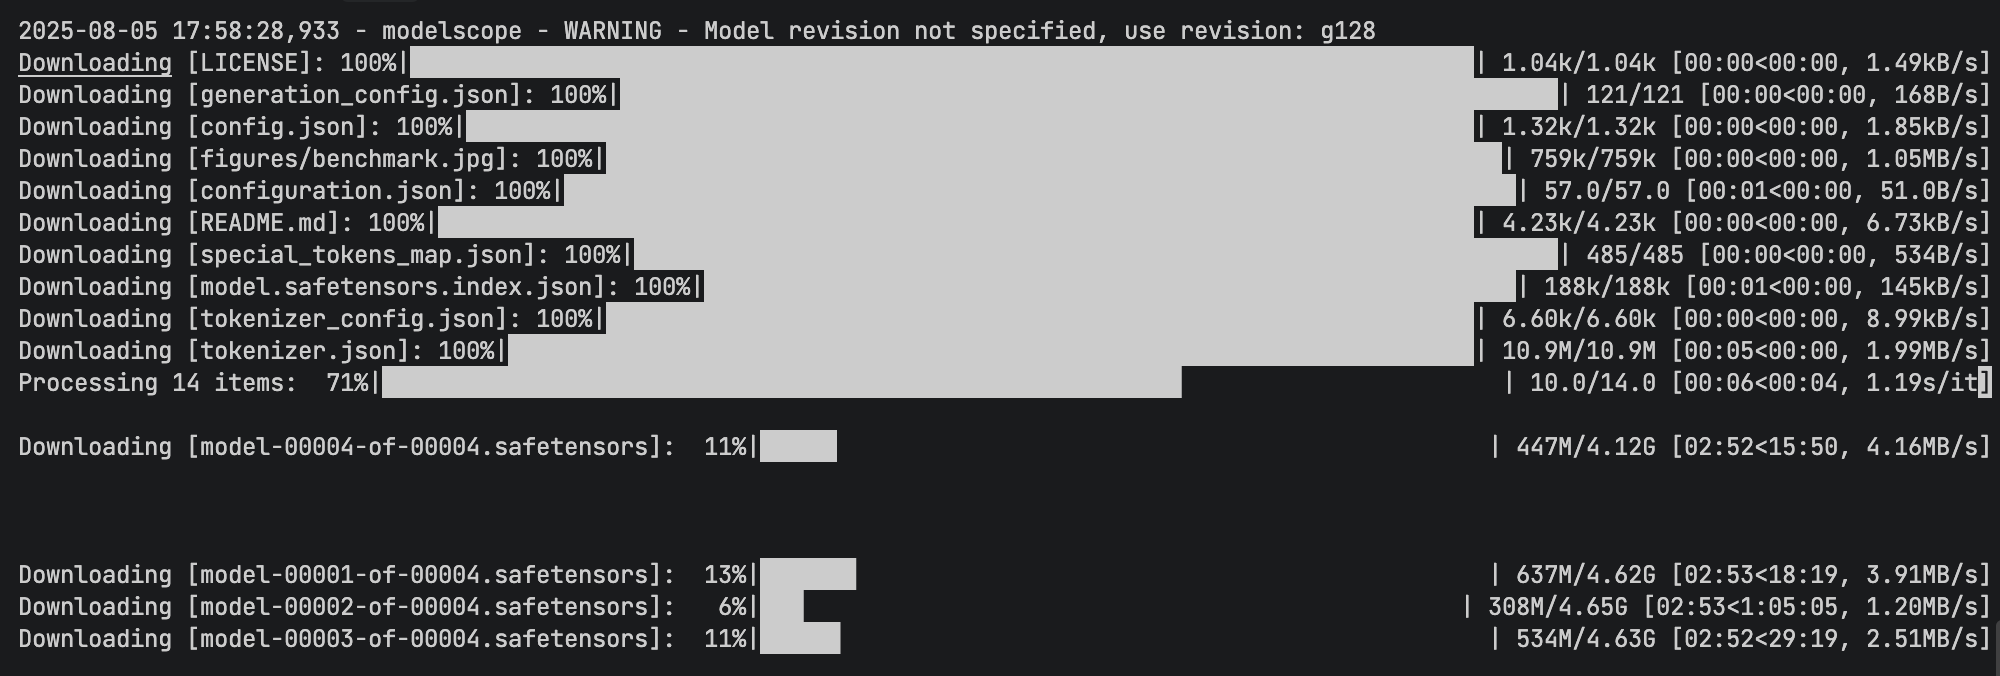 2025-08-05 17:58:28,933 - modelscope - WARNING - Model revision not specified, use revision: g128
Downloading [LICENSE]: 100%| | 1.04k/1.04k [00:00<00:00, 1.49kB/s]
Downloading [generation_config.json]: 100%| | 121/121 [00:00<00:00, 168B/s]
Downloading [config.json]: 100%| | 1.32k/1.32k [00:00<00:00, 1.85kB/s]
Downloading [figures/benchmark.jpg]: 100%| | 759k/759k [00:00<00:00, 1.05MB/s]
Downloading [configuration.json]: 100%| | 57.0/57.0 [00:01<00:00, 51.0B/s]
Downloading [README.md]: 100%| | 4.23k/4.23k [00:00<00:00, 6.73kB/s]
Downloading [special_tokens_map.json]: 100%| | 485/485 [00:00<00:00, 534B/s]
Downloading [model.safetensors.index.json]: 100%| | 188k/188k [00:01<00:00, 145kB/s]
Downloading [tokenizer_config.json]: 100%| | 6.60k/6.60k [00:00<00:00, 8.99kB/s]
Downloading [tokenizer.json]: 100%| | 10.9M/10.9M [00:05<00:00, 1.99MB/s]
Processing 14 items:  71%| | 10.0/14.0 [00:06<00:04, 1.19s/it]
Downloading [model-00004-of-00004.safetensors]:  11%| | 447M/4.12G [02:52<15:50, 4.16MB/s]
Downloading [model-00001-of-00004.safetensors]:  13%| | 637M/4.62G [02:53<18:19, 3.91MB/s]
Downloading [model-00002-of-00004.safetensors]:   6%| | 308M/4.65G [02:53<1:05:05, 1.20MB/s]
Downloading [model-00003-of-00004.safetensors]:  11%| | 534M/4.63G [02:52<29:19, 2.51MB/s]